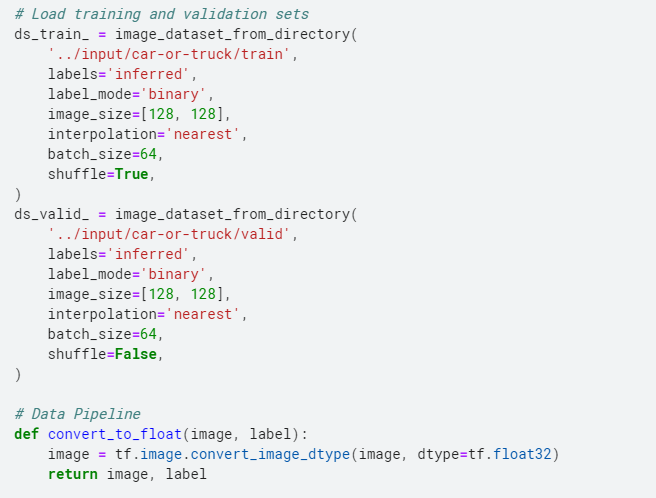 # Load training and validation sets
ds_train_ = image_dataset_from_directory(
    '../input/car-or-truck/train',
    labels='inferred',
    label_mode='binary',
    image_size=[128, 128],
    interpolation='nearest',
    batch_size=64,
    shuffle=True,
)
ds_valid_ = image_dataset_from_directory(
    '../input/car-or-truck/valid',
    labels='inferred',
    label_mode='binary',
    image_size=[128, 128],
    interpolation='nearest',
    batch_size=64,
    shuffle=False,
)
# Data Pipeline
def convert_to_float(image, label):
    image = tf.image.convert_image_dtype(image, dtype=tf.float32)
    return image, label